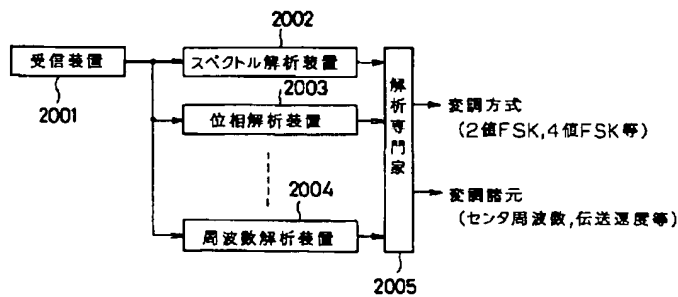 2002
受信装置
スペクトル解析装置
2001
2003
位相解析装置
解析専門家
変調方式
(2値FSK,4値FSK等)
2004
変調諸元
(センタ周波数,伝送速度等)
周波数解析装置
2005